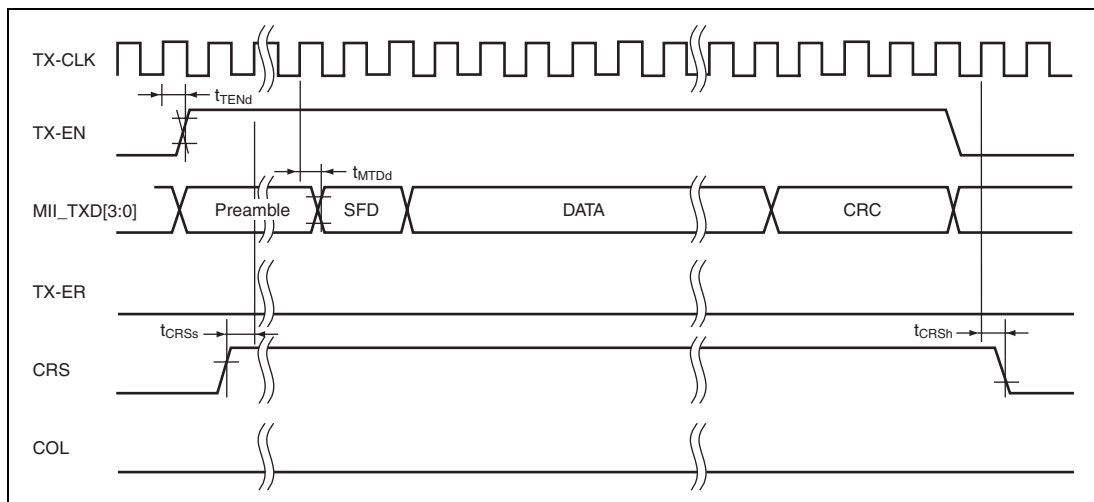 TX-CLK
tTENd
TX-EN
tMTDd
MII_TXD[3:0]
Preamble
SFD
DATA
CRC
TX-ER
tCRSs
tCRSh
CRS
COL